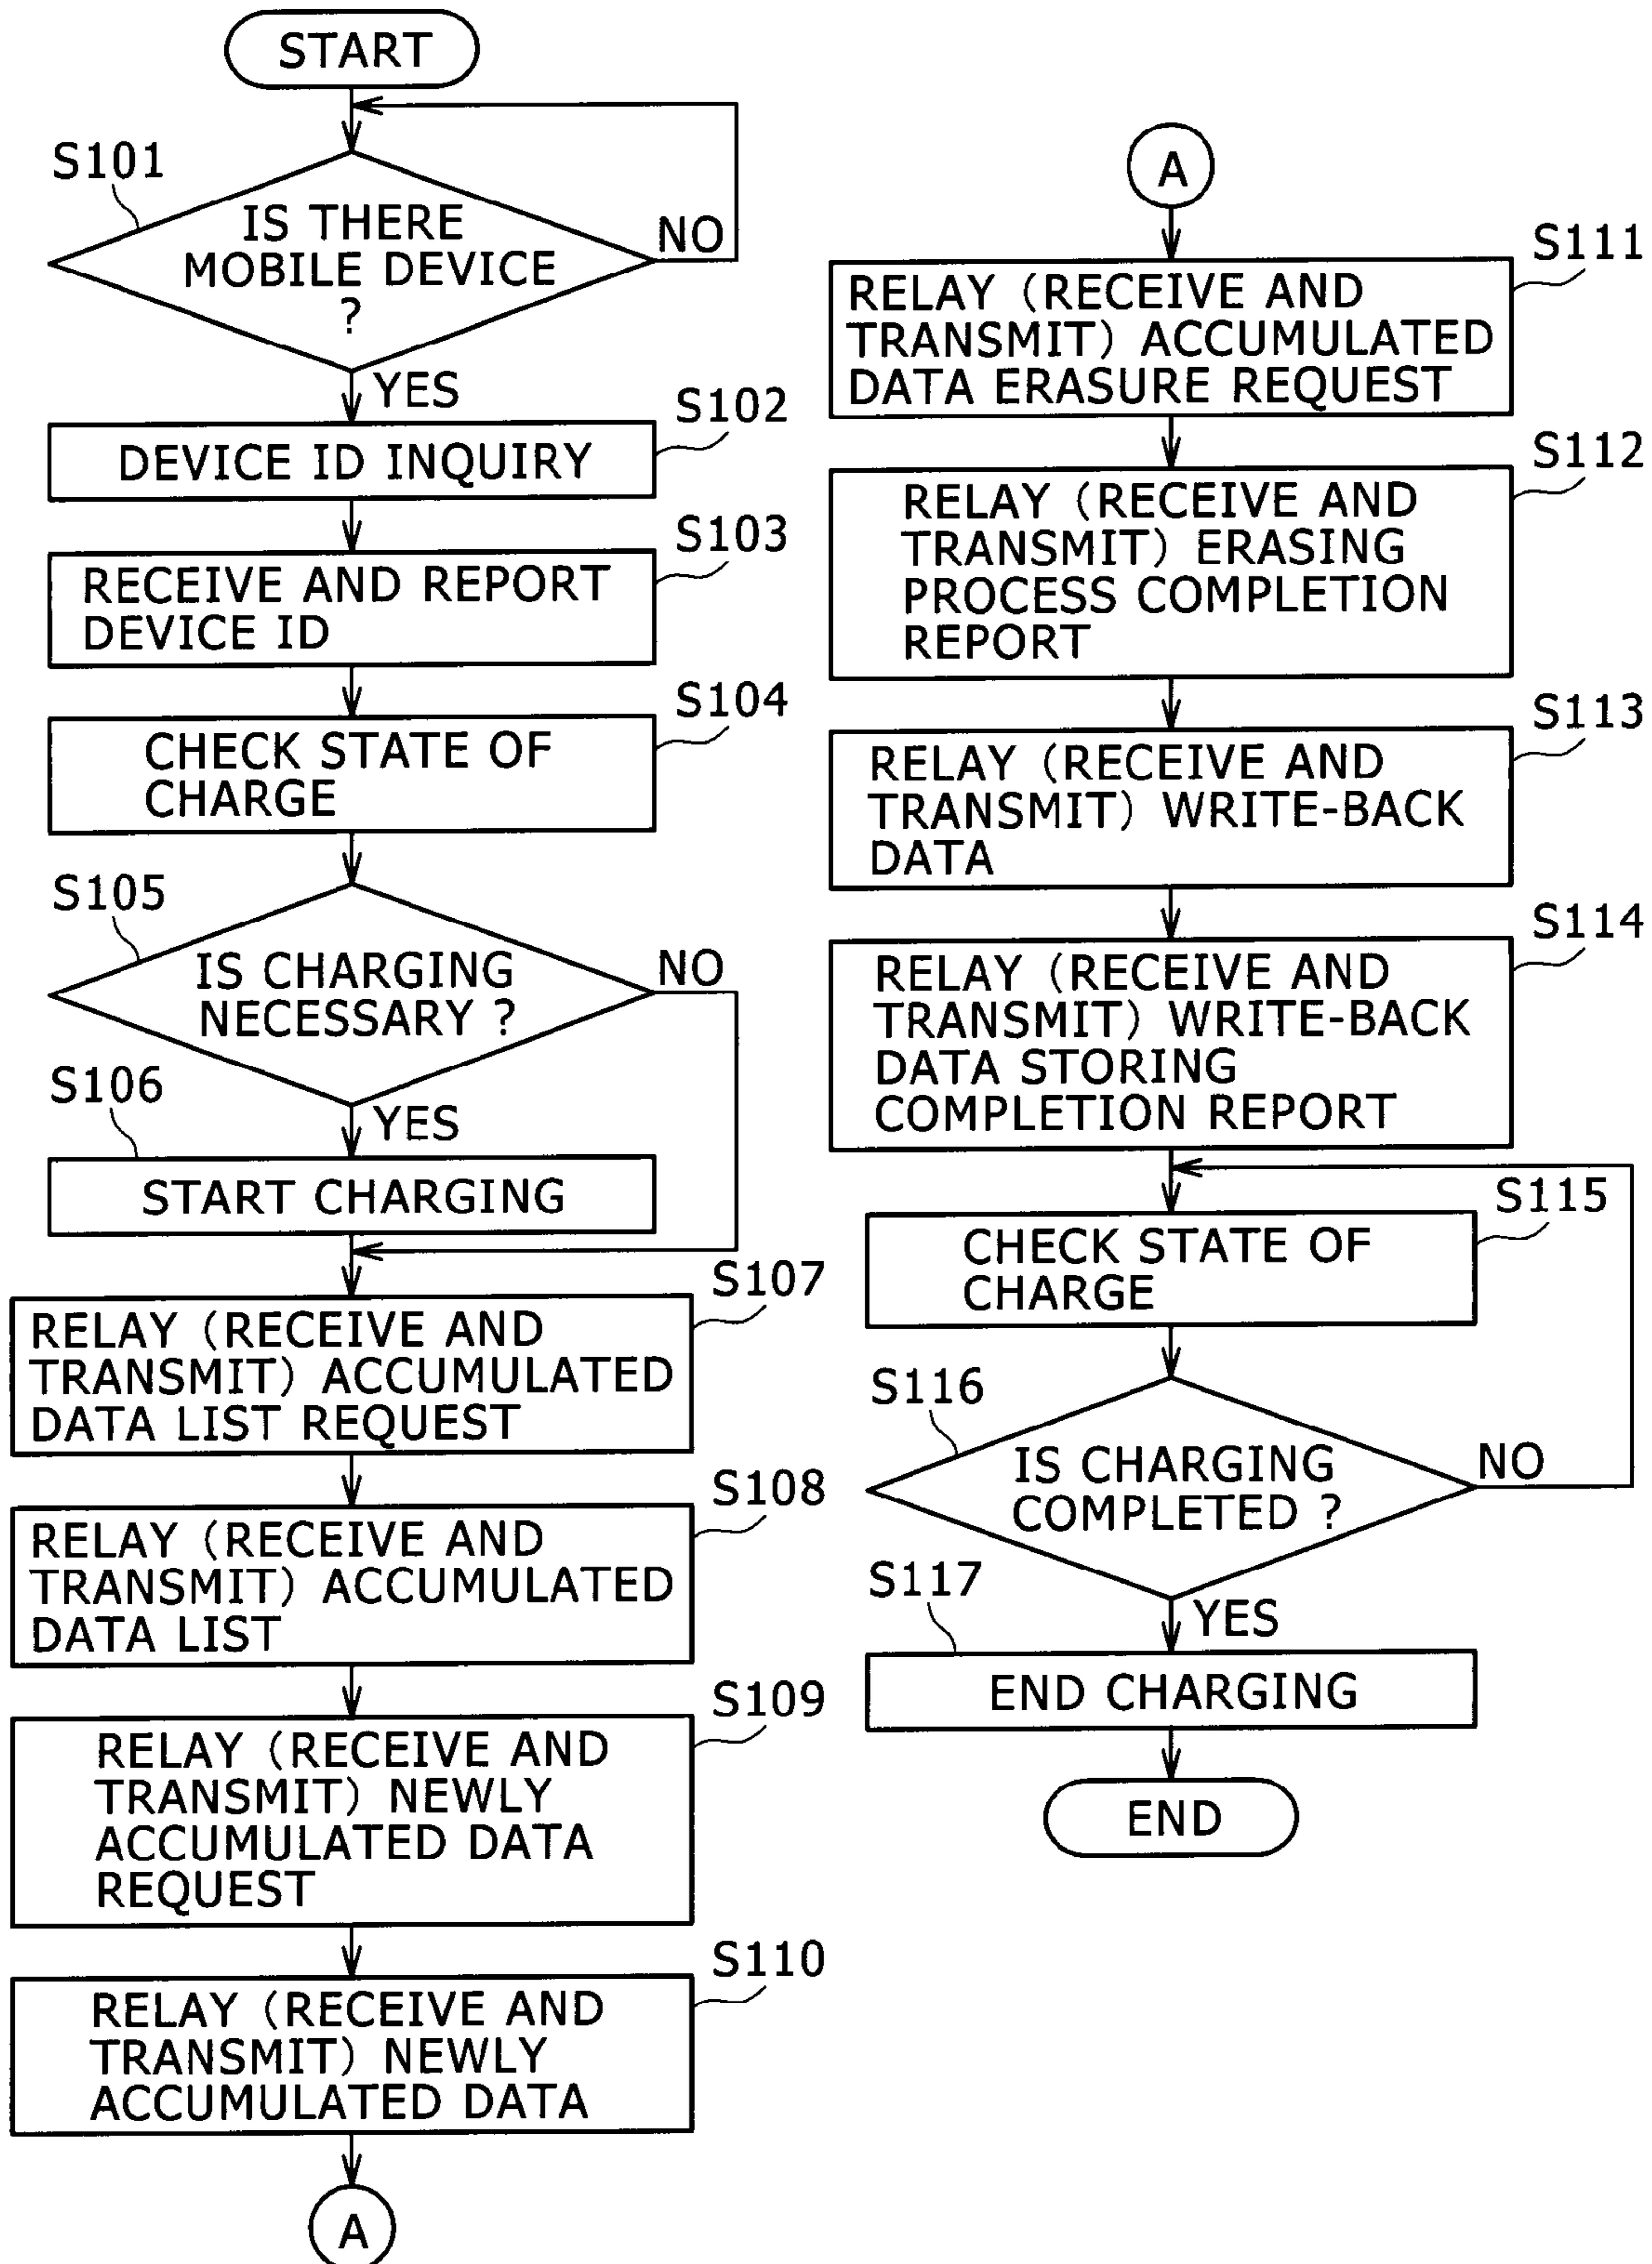 START
S101
IS THERE
MOBILE DEVICE
?
NO
YES
S102
DEVICE ID INQUIRY
S103
RECEIVE AND REPORT
DEVICE ID
S104
CHECK STATE OF
CHARGE
S105
IS CHARGING
NECESSARY ?
NO
S106
YES
START CHARGING
S107
RELAY (RECEIVE AND
TRANSMIT) ACCUMULATED
DATA LIST REQUEST
S108
RELAY (RECEIVE AND
TRANSMIT) ACCUMULATED
DATA LIST
S109
RELAY (RECEIVE AND
TRANSMIT) NEWLY
ACCUMULATED DATA
REQUEST
S110
RELAY (RECEIVE AND
TRANSMIT) NEWLY
ACCUMULATED DATA
A
A
S111
RELAY (RECEIVE AND
TRANSMIT) ACCUMULATED
DATA ERASURE REQUEST
S112
RELAY (RECEIVE AND
TRANSMIT) ERASING
PROCESS COMPLETION
REPORT
S113
RELAY (RECEIVE AND
TRANSMIT) WRITE-BACK
DATA
S114
RELAY (RECEIVE AND
TRANSMIT) WRITE-BACK
DATA STORING
COMPLETION REPORT
S115
CHECK STATE OF
CHARGE
S116
IS CHARGING
COMPLETED ?
NO
S117
YES
END CHARGING
END